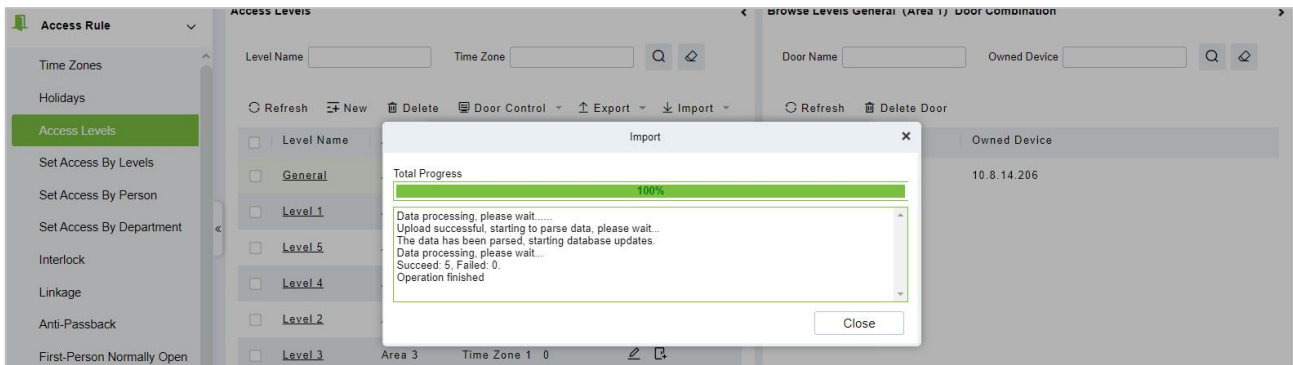 Access Rule
Time Zones
Holidays
Access Levels
Set Access By Levels
Set Access By Person
Set Access By Department
Interlock
Linkage
Anti-Passback
First-Person Normally Open
Access Levels
Level Name Time Zone
Refresh New Delete Door Control Export Import
Level Name
General
Level 1
Level 5
Level 4
Level 2
Level 3 Area 3 Time Zone 1 0
Browse Levels General (Area 1) Door Combination
Door Name Owned Device
Refresh Delete Door
Owned Device
10.8.14.206
Import
Total Progress
100%
Data processing, please wait......
Upload successful, starting to parse data, please wait...
The data has been parsed, starting database updates.
Data processing, please wait...
Succeed: 5, Failed: 0.
Operation finished
Close